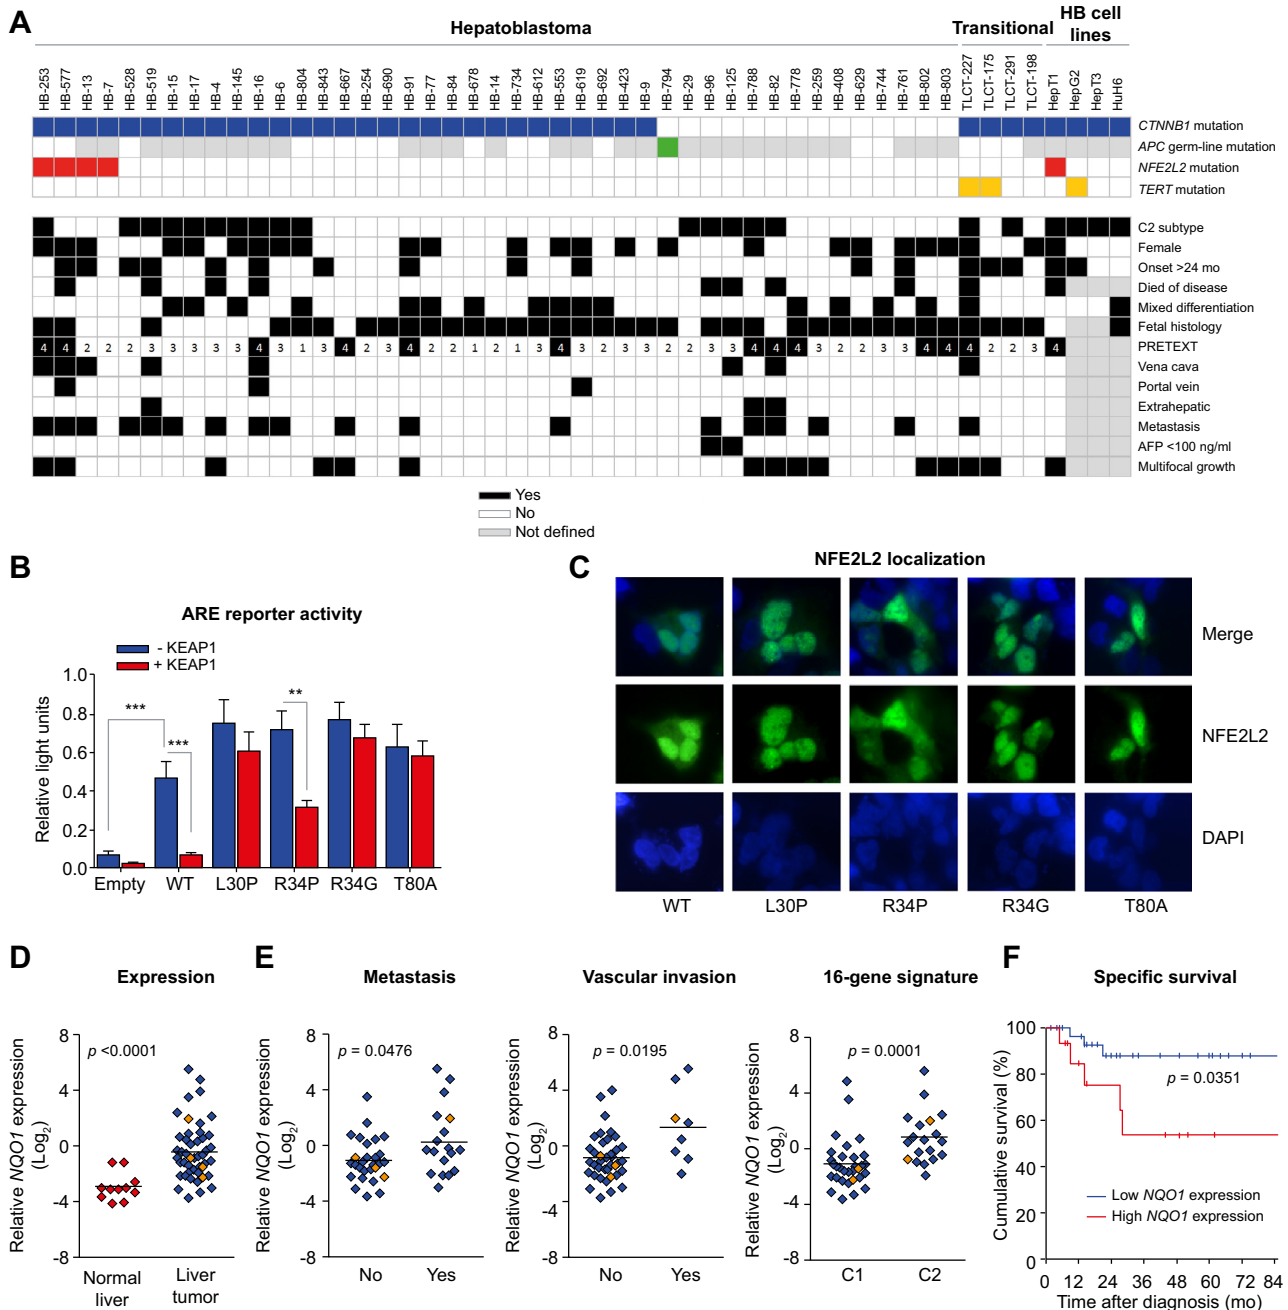 A
Hepatoblastoma
Transitional
HB cell
lines
HB-253
HB-577
HB-13
HB-7
HB-528
HB-519
HB-15
HB-17
HB-4
HB-145
HB-16
HB-6
HB-804
HB-843
HB-667
HB-254
HB-690
HB-91
HB-77
HB-84
HB-678
HB-14
HB-734
HB-612
HB-553
HB-619
HB-692
HB-423
HB-9
HB-794
HB-29
HB-96
HB-125
HB-788
HB-82
HB-778
HB-259
HB-408
HB-629
HB-744
HB-761
HB-802
HB-803
TLCT-227
TLCT-175
TLCT-291
TLCT-198
HepT1
HepG2
HepT3
HuH6
CTNNB1 mutation
APC germ-line mutation
NFE2L2 mutation
TERT mutation
C2 subtype
Female
Onset >24 mo
Died of disease
Mixed differentiation
Fetal histology
4 4 2 2 2 3 3 3 3 3 4 3 1 3 4 2 3 4 2 2 1 2 1 3 4 3 2 3 3 2 2 3 3 4 4 4 3 2 2 3 3 4 4 4 2 2 3 4 PRETEXT
Vena cava
Portal vein
Extrahepatic
Metastasis
AFP <100 ng/ml
Multifocal growth
Yes
No
Not defined
B
ARE reporter activity
- KEAP1
+ KEAP1
Relative light units
1.0
0.8
0.6
0.4
0.2
0.0
***
***
**
Empty WT L30P R34P R34G T80A
C
NFE2L2 localization
Merge
NFE2L2
DAPI
WT L30P R34P R34G T80A
D
Expression
Relative NQO1 expression
(Log2)
p <0.0001
8
4
0
-4
-8
Normal
liver
Liver
tumor
E
Metastasis
Relative NQO1 expression
(Log2)
p = 0.0476
8
4
0
-4
-8
No Yes
Vascular invasion
Relative NQO1 expression
(Log2)
p = 0.0195
8
4
0
-4
-8
No Yes
16-gene signature
Relative NQO1 expression
(Log2)
p = 0.0001
8
4
0
-4
-8
C1 C2
F
Specific survival
Cumulative survival (%)
100
80
60
40
20
0
p = 0.0351
Low NQO1 expression
High NQO1 expression
0 12 24 36 48 60 72 84
Time after diagnosis (mo)